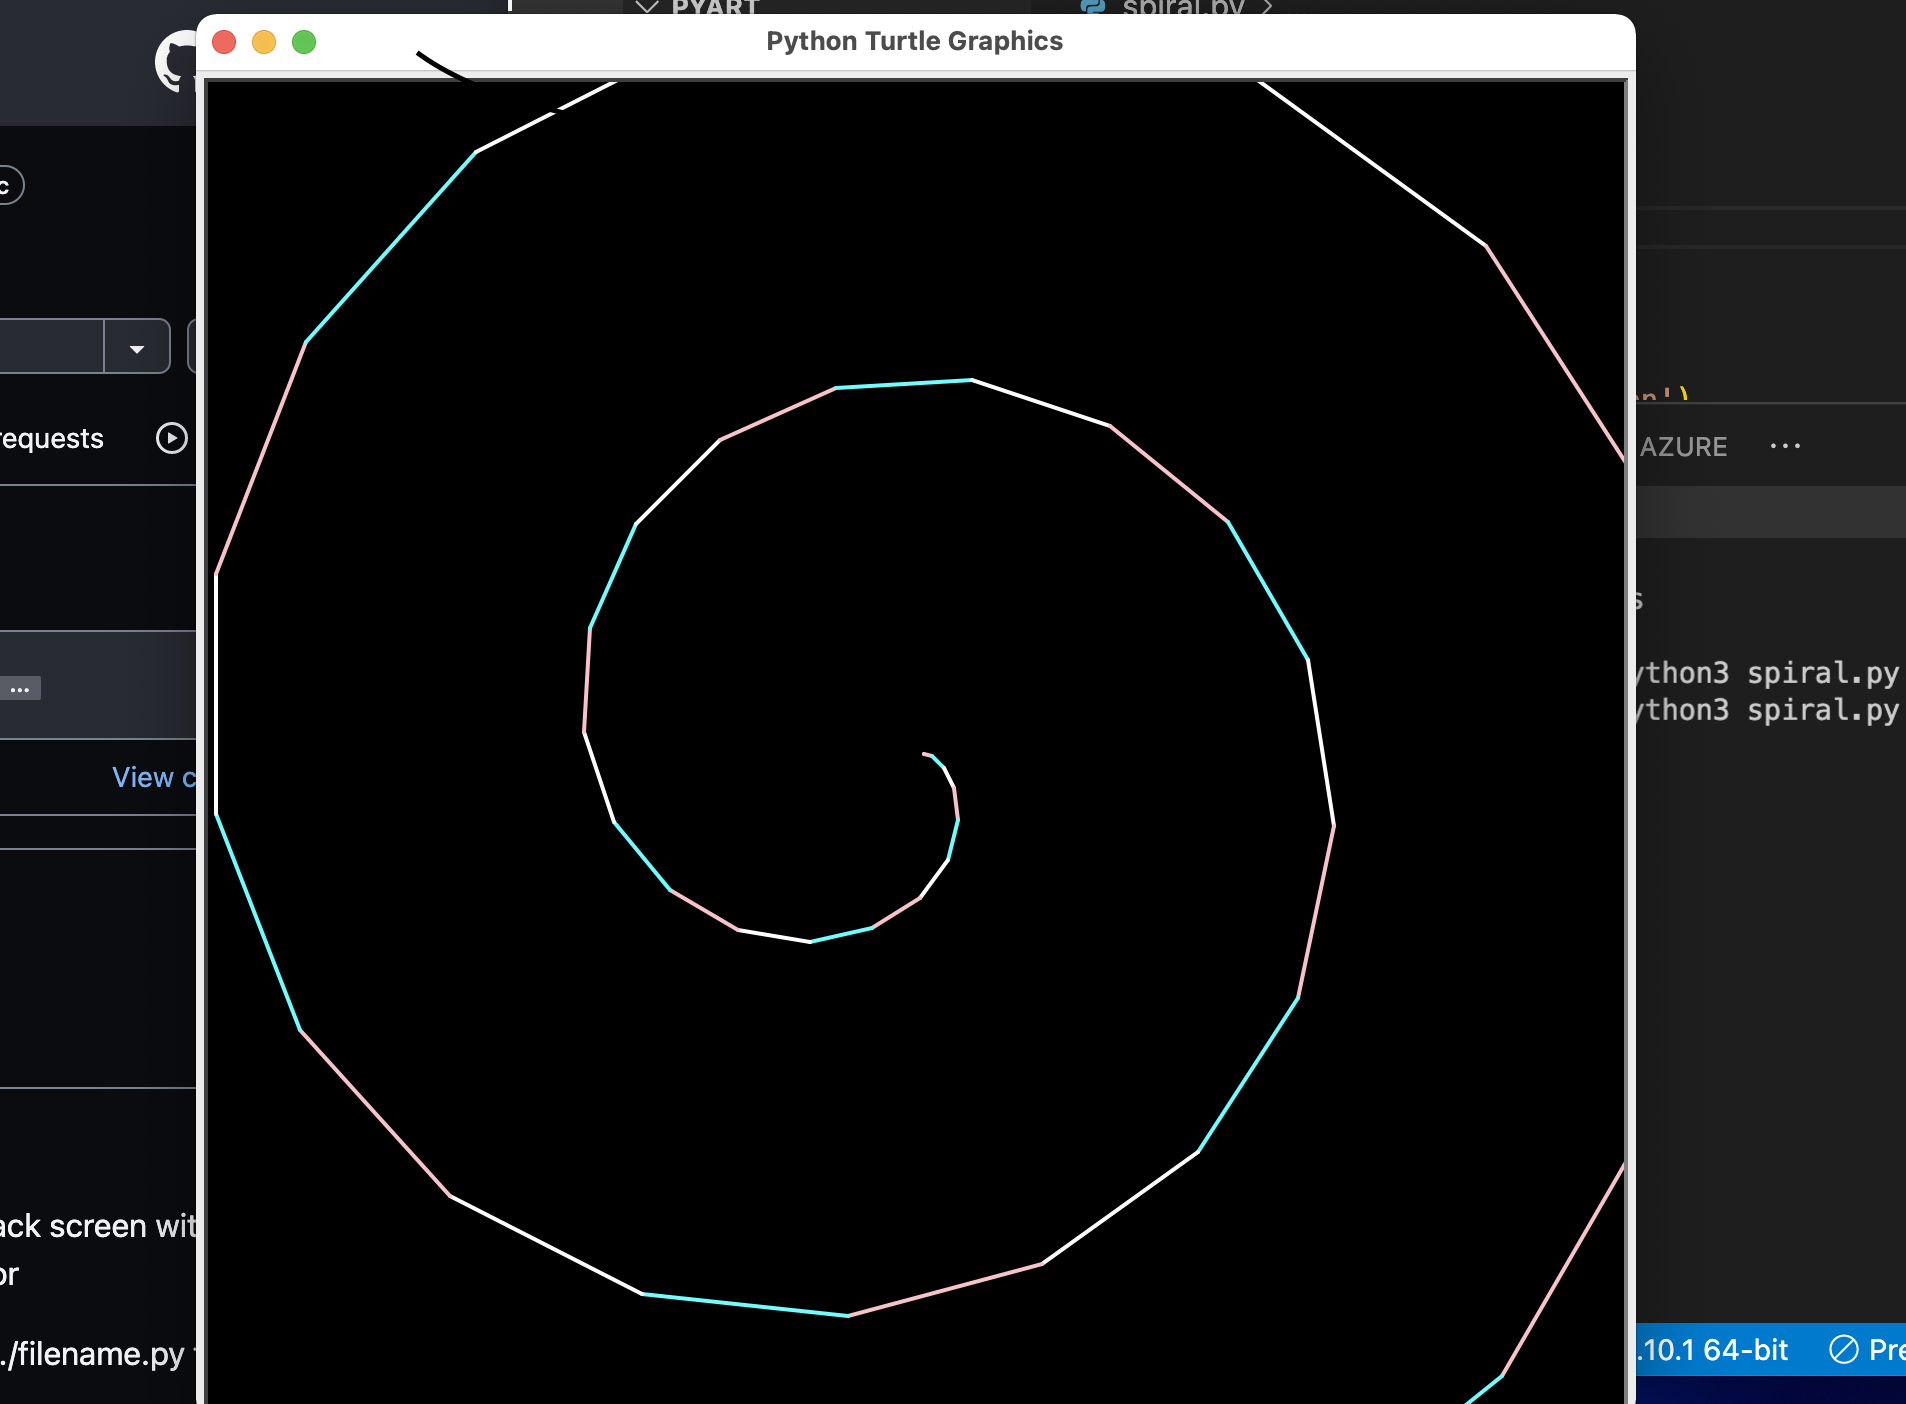 PYART
spiral.py
Python Turtle Graphics
c
n')
equests
AZURE
...
s
...
ython3 spiral.py
ython3 spiral.py
View c
ack screen wit
or
./filename.py
.10.1 64-bit
Pre